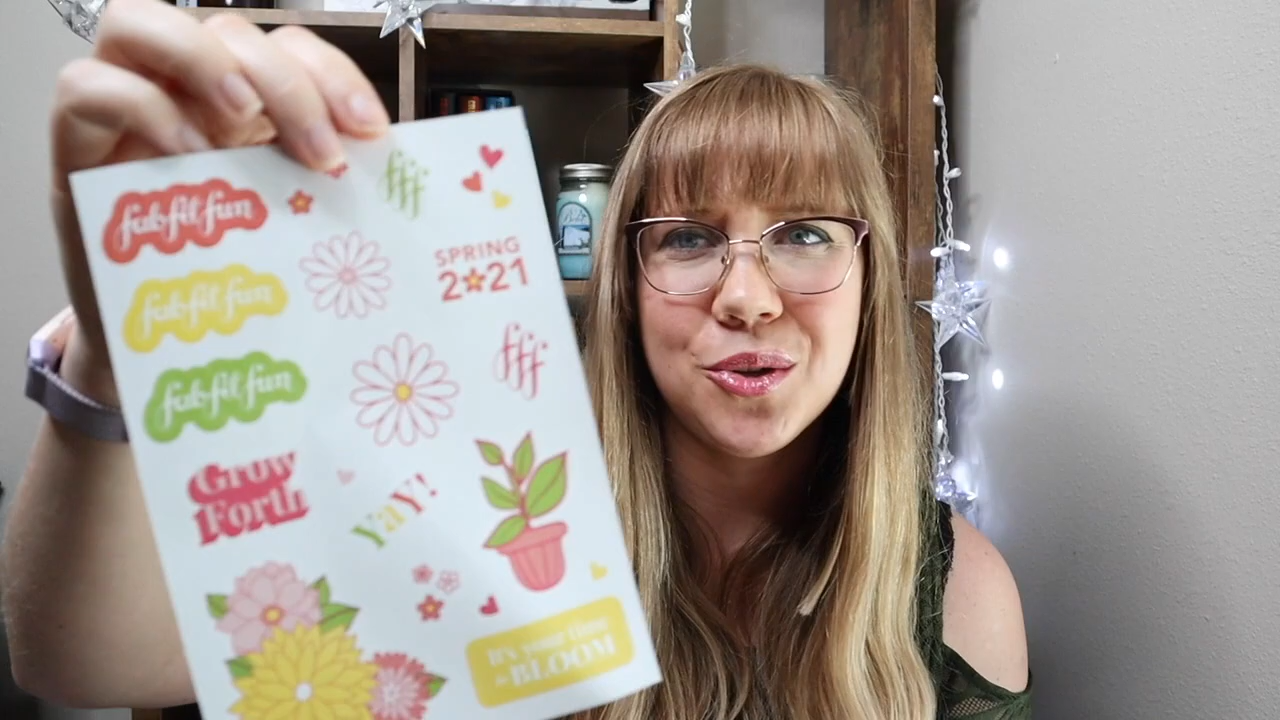 fab fit fun
fff
SPRING
2021
fab fit fun
fab fit fun
fff
Grow
Forth
YAY!
It's your time
to BLOOM